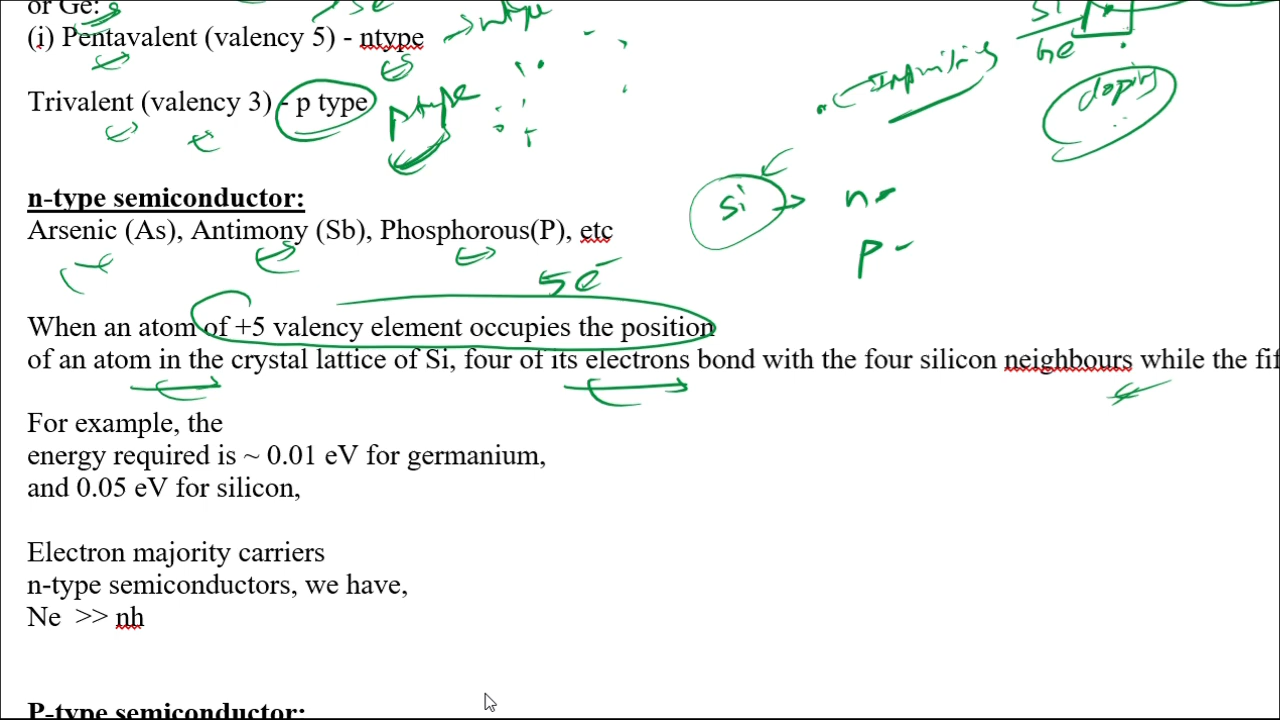 or Ge:
5e
ntype
Si
(i) Pentavalent (valency 5) - ntype
Ge
Impurities
Trivalent (valency 3) - p type
ptype
doping
n-type semiconductor:
Si
n-
Arsenic (As), Antimony (Sb), Phosphorous(P), etc
p-
5e-
When an atom of +5 valency element occupies the position
of an atom in the crystal lattice of Si, four of its electrons bond with the four silicon neighbours while the fif
For example, the
energy required is ~ 0.01 eV for germanium,
and 0.05 eV for silicon,
Electron majority carriers
n-type semiconductors, we have,
Ne >> nh
P-type semiconductor: